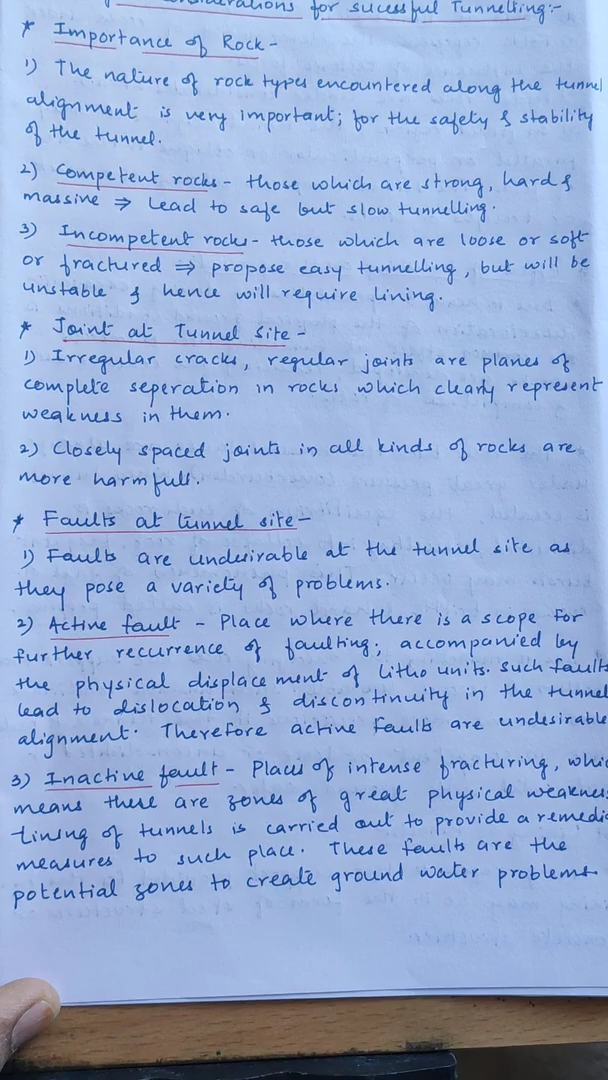 for sucessful Tunnelling:-
* Importance of Rock -
1) The nature of rock types encountered along the tunnel
alignment is very important; for the safety & stability
of the tunnel.
2) Competent rocks - those which are strong, hard &
massive ⇒ lead to safe but slow tunnelling.
3) Incompetent rocks - those which are loose or soft
or fractured ⇒ propose easy tunnelling, but will be
unstable & hence will require lining.
* Joint at Tunnel site -
1) Irregular cracks, regular joints are planes of
complete seperation in rocks which clearly represent
weakness in them.
2) Closely spaced joints in all kinds of rocks are
more harmfull.
* Faults at tunnel site -
1) Faults are undesirable at the tunnel site as
they pose a variety of problems.
2) Active fault - Place where there is a scope for
further recurrence of faulting; accompanied by
the physical displacement of litho units. such faults
lead to dislocation & discontinuity in the tunnel
alignment. Therefore active faults are undesirable
3) Inactive fault - Places of intense fracturing, whic
means these are zones of great physical weaknes
Lining of tunnels is carried out to provide a remedi
measures to such place. These faults are the
potential zones to create ground water problems